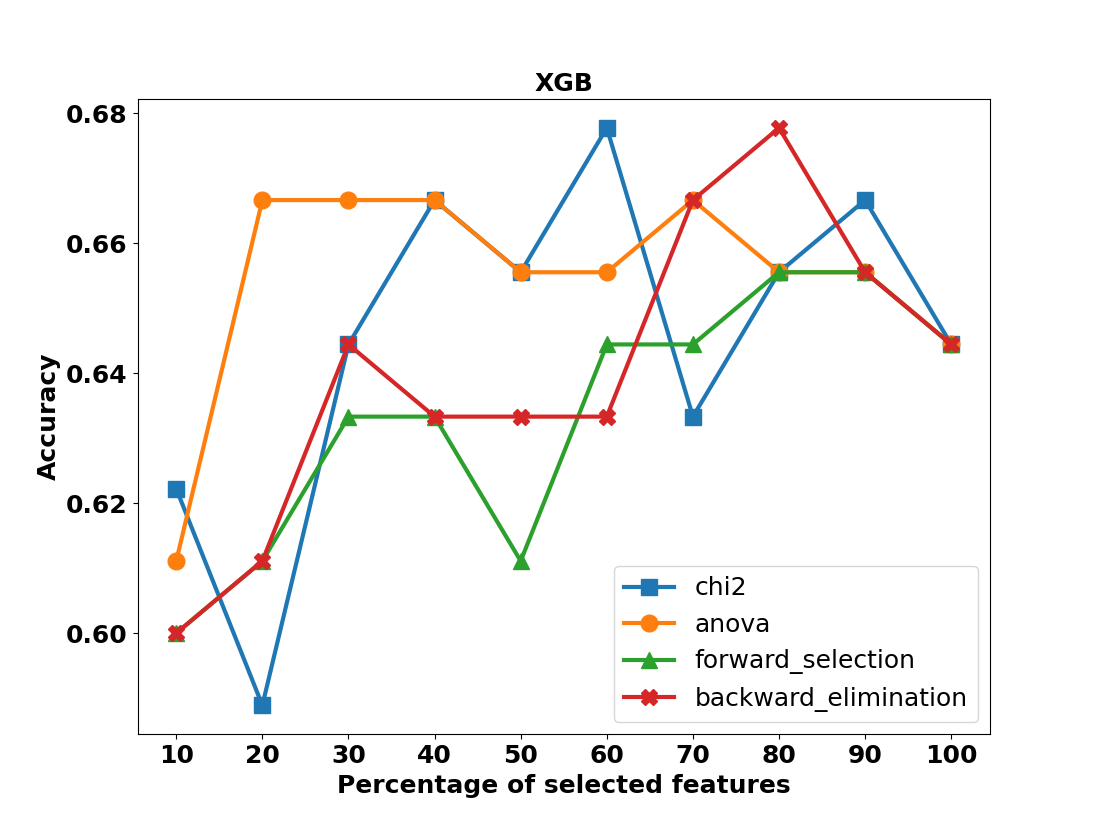 XGB
0.68
0.66
0.64
0.62
0.60
Accuracy
chi2
anova
forward_selection
backward_elimination
10 20 30 40 50 60 70 80 90 100
Percentage of selected features